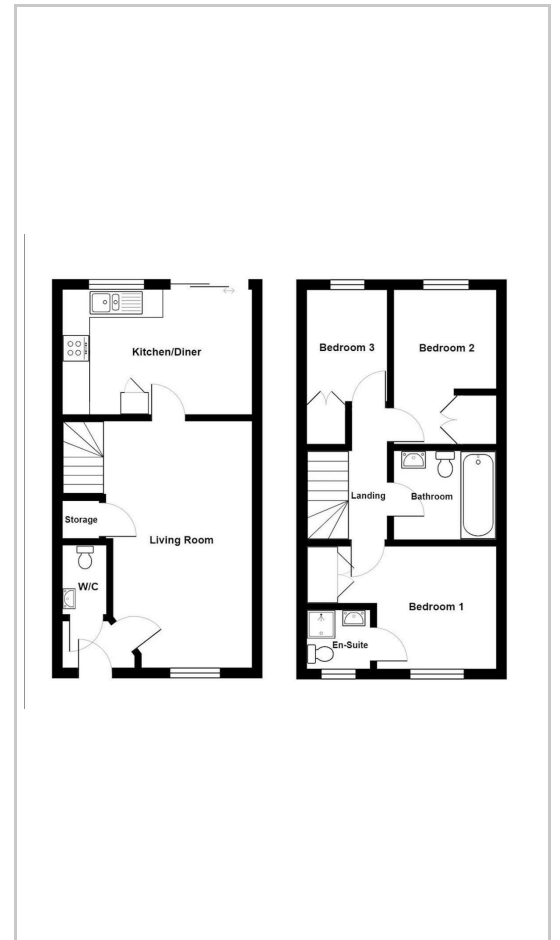 Kitchen/Diner
Storage
Living Room
W/C
Bedroom 3
Bedroom 2
Landing
Bathroom
Bedroom 1
En-Suite